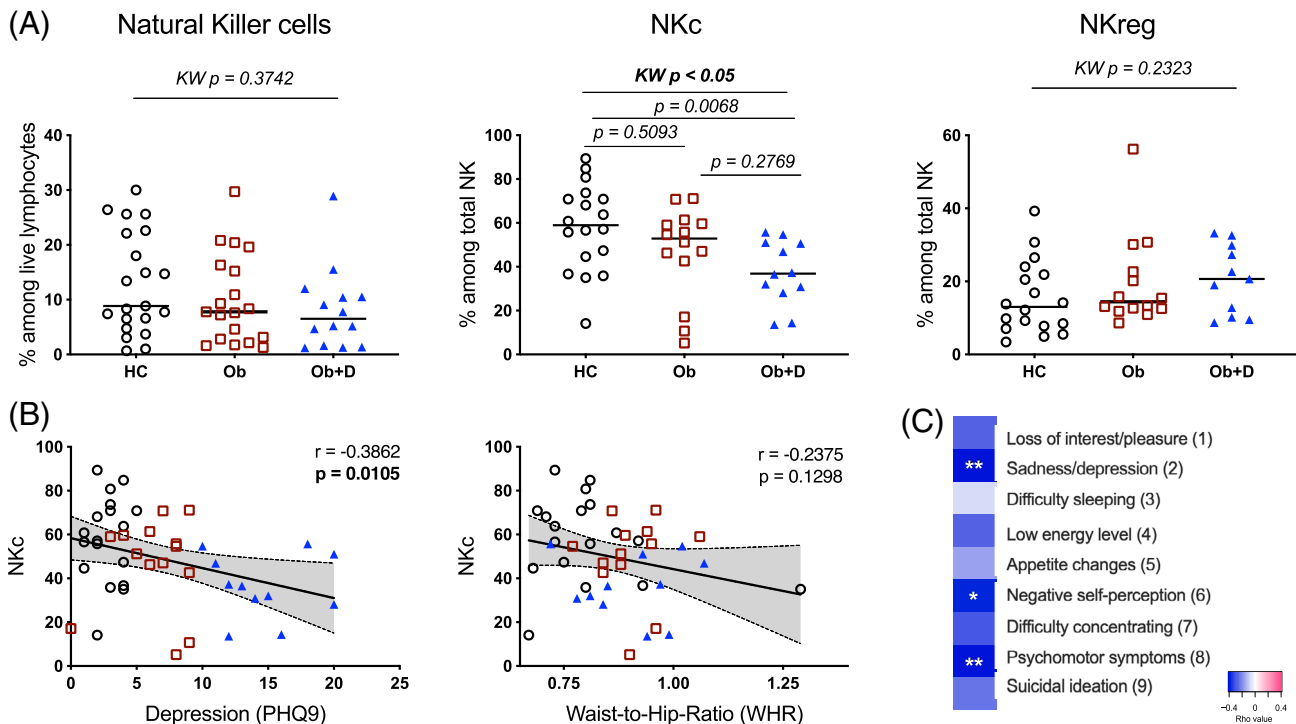 (A)
Natural Killer cells
NKc
NKreg
KW p = 0.3742
KW p < 0.05
p = 0.0068
p = 0.5093
p = 0.2769
KW p = 0.2323
% among live lymphocytes
40
30
20
10
0
HC
Ob
Ob+D
% among total NK
100
80
60
40
20
0
HC
Ob
Ob+D
% among total NK
60
40
20
0
HC
Ob
Ob+D
(B)
NKc
100
80
60
40
20
0
r = -0.3862
p = 0.0105
0
5
10
15
20
25
Depression (PHQ9)
NKc
100
80
60
40
20
0
r = -0.2375
p = 0.1298
0.75
1.00
1.25
Waist-to-Hip-Ratio (WHR)
(C)
Loss of interest/pleasure (1)
** Sadness/depression (2)
Difficulty sleeping (3)
Low energy level (4)
Appetite changes (5)
* Negative self-perception (6)
Difficulty concentrating (7)
** Psychomotor symptoms (8)
Suicidal ideation (9)
−0.4 0 0.4
Rho value